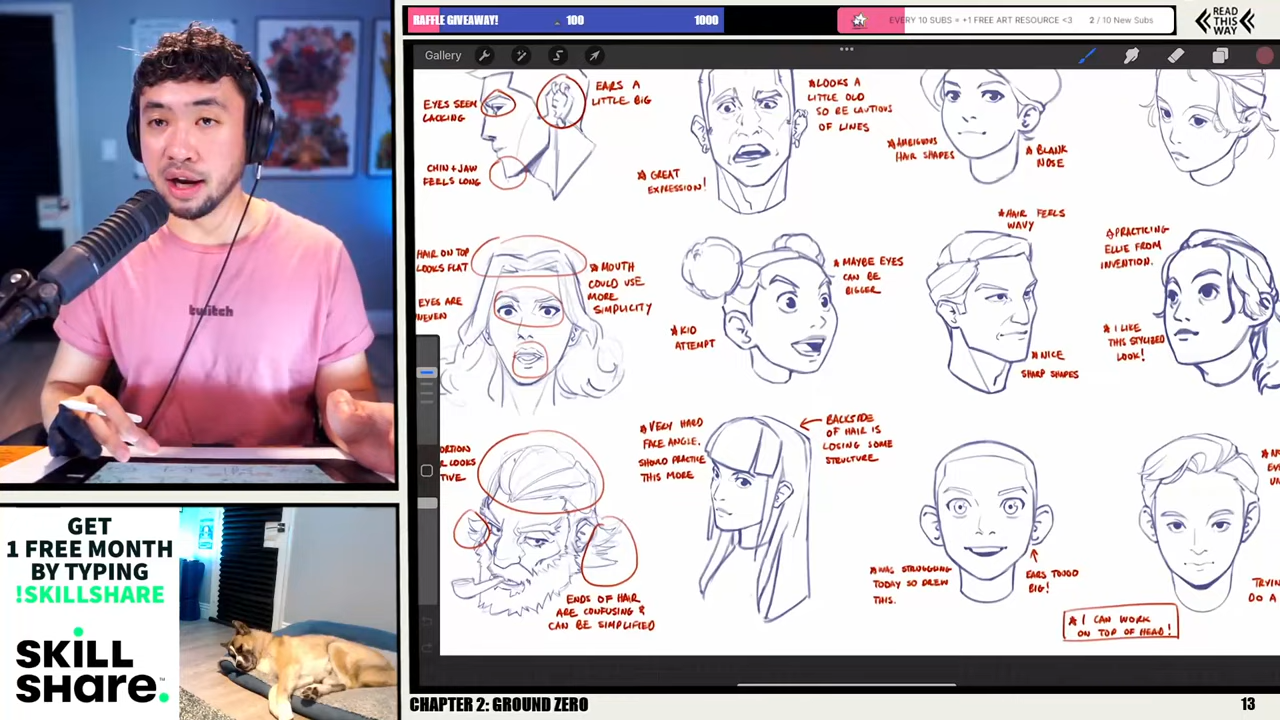 RAFFLE GIVEAWAY!
100
1000
EVERY 10 SUBS = +1 FREE ART RESOURCE <3
2 / 10 New Subs
READ
THIS
WAY
Gallery
EYES SEEM
LACKING
EARS A
LITTLE BIG
CHIN + JAW
FEELS LONG
★ GREAT
EXPRESSION!
★LOOKS A
LITTLE OLD
SO BE CAUTIOUS
OF LINES
★AMBIGUOUS
HAIR SHAPES
★ BLANK
NOSE
HAIR ON TOP
LOOKS FLAT
EYES ARE
NEVEN
★ MOUTH
COULD USE
MORE
SIMPLICITY
★ KID
ATTEMPT
★ MAYBE EYES
CAN BE
BIGGER
★HAIR FEELS
WAVY
★NICE
SHARP SHAPES
★PRACTICING
ELLIE FROM
INVENTION.
★ I LIKE
THIS STYLIZED
LOOK!
ORTION
R LOOKS
TIVE
ENDS OF HAIR
ARE CONFUSING &
CAN BE SIMPLIFIED
★VERY HARD
FACE ANGLE.
SHOULD PRACTICE
THIS MORE
← BACKSIDE
OF HAIR IS
LOSING SOME
STRUCTURE
★WAS STRUGGLING
TODAY SO DREW
THIS.
EARS TOOOO
BIG!
★ I CAN WORK
ON TOP OF HEAD!
TRYIN
DO A
twitch
GET
1 FREE MONTH
BY TYPING
!SKILLSHARE
SKILL
SHARE.
CHAPTER 2: GROUND ZERO
13